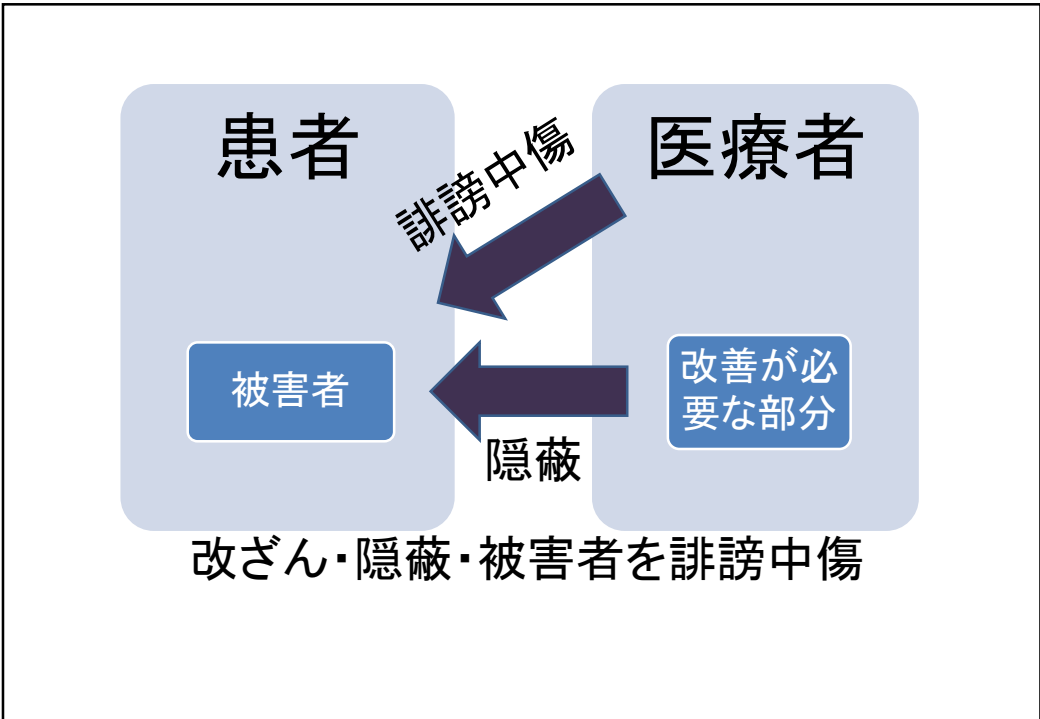 患者
医療者
誹謗中傷
被害者
改善が必
要な部分
隠蔽
改ざん・隠蔽・被害者を誹謗中傷